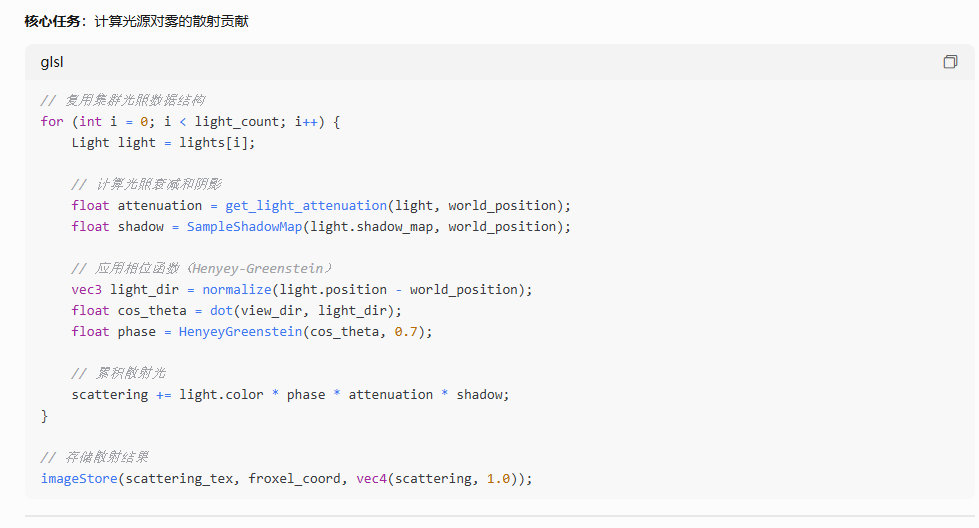 核心任务：计算光源对雾的散射贡献
glsl
// 复用集群光照数据结构
for (int i = 0; i < light_count; i++) {
    Light light = lights[i];
    // 计算光照衰减和阴影
    float attenuation = get_light_attenuation(light, world_position);
    float shadow = SampleShadowMap(light.shadow_map, world_position);
    // 应用相位函数（Henyey-Greenstein）
    vec3 light_dir = normalize(light.position - world_position);
    float cos_theta = dot(view_dir, light_dir);
    float phase = HenyeyGreenstein(cos_theta, 0.7);
    // 累积散射光
    scattering += light.color * phase * attenuation * shadow;
}
// 存储散射结果
imageStore(scattering_tex, froxel_coord, vec4(scattering, 1.0));